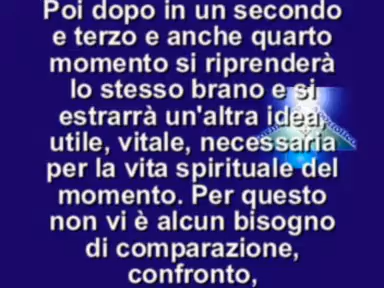 Poi dopo in un secondo
e terzo e anche quarto
momento si riprenderà
lo stesso brano e si
estrarrà un'altra idea,
utile, vitale, necessaria
per la vita spirituale del
momento. Per questo
non vi è alcun bisogno
di comparazione,
confronto,